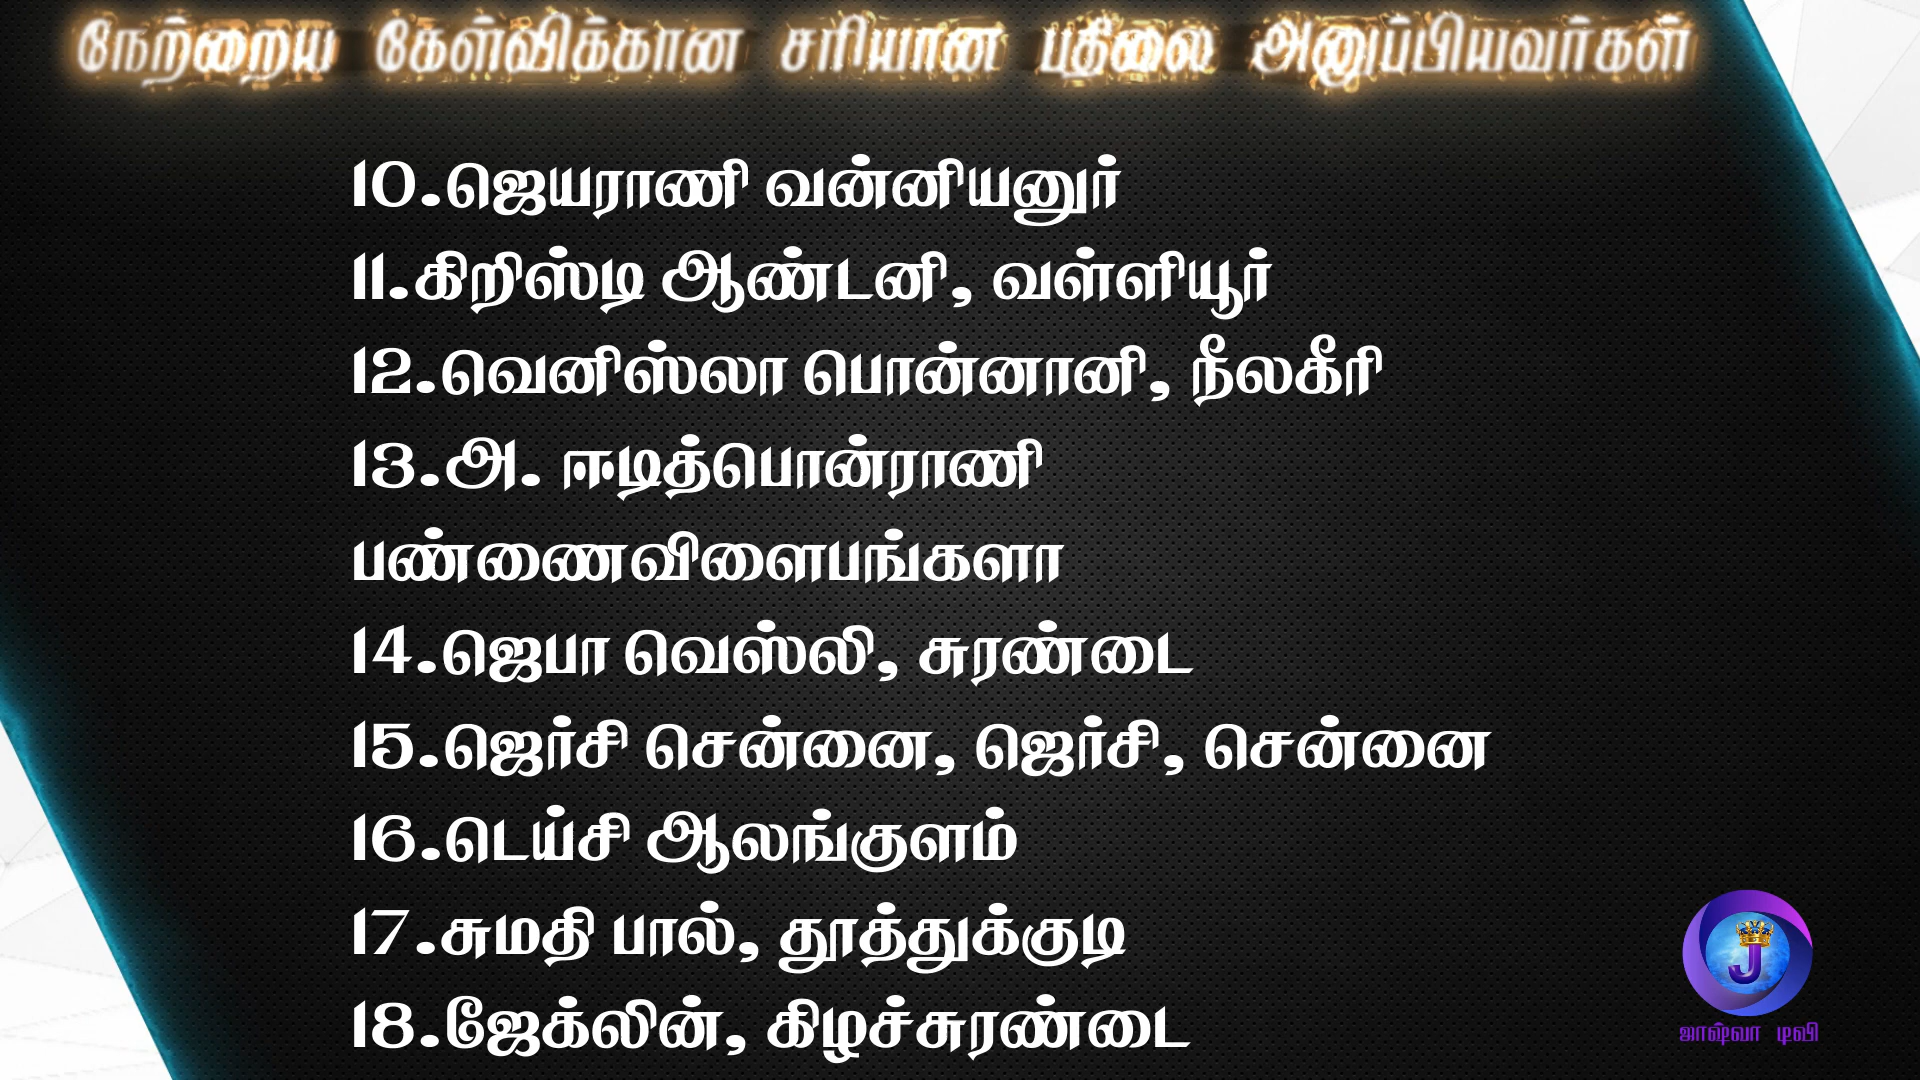 நேற்றைய கேள்விக்கான சரியான பதிலை அனுப்பியவர்கள்
10.ஜெயராணி வன்னியனுர்
11.கிறிஸ்டி ஆண்டனி, வள்ளியூர்
12.வெனிஸ்லா பொன்னானி, நீலகீரி
13.அ. ஈடித்பொன்ராணி
பண்ணைவிளைபங்களா
14.ஜெபா வெஸ்லி, சுரண்டை
15.ஜெர்சி சென்னை, ஜெர்சி, சென்னை
16.டெய்சி ஆலங்குளம்
17.சுமதி பால், தூத்துக்குடி
18.ஜேக்லின், கிழச்சுரண்டை
J
ஜாஷ்வா டிவி